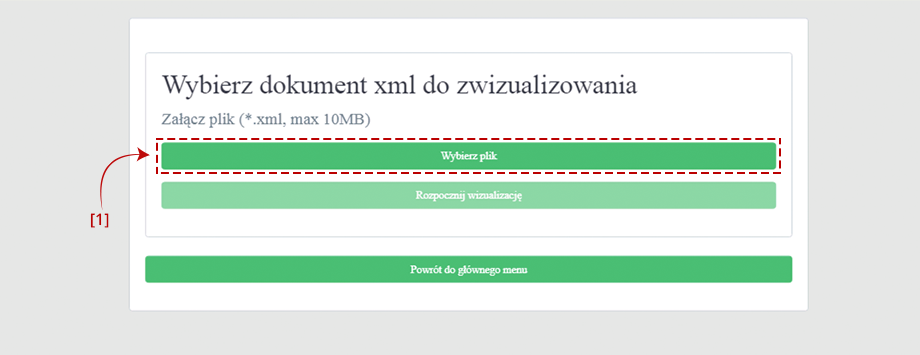 Wybierz dokument xml do zwizualizowania
Załącz plik (*.xml, max 10MB)
Wybierz plik
Rozpocznij wizualizację
[1]
Powrót do głównego menu